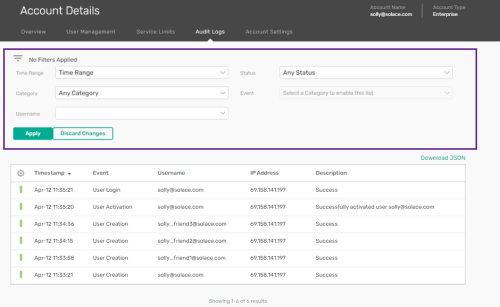 Account Details
Account Name
solly@solace.com
Account Type
Enterprise
Overview User Management Service Limits Audit Logs Account Settings
No Filters Applied
Time Range Time Range Status Any Status
Category Any Category Event Select a Category to enable this list
Username
Apply Discard Changes
Download JSON
Timestamp Event Username IP Address Description
Apr-12 11:35:21 User Login solly@solace.com 69.158.141.197 Success
Apr-12 11:35:20 User Activation solly@solace.com 69.158.141.197 Successfully activated user solly@solace.com
Apr-12 11:34:36 User Creation solly_friend3@solace.com 69.158.141.197 Success
Apr-12 11:34:15 User Creation solly_friend2@solace.com 69.158.141.197 Success
Apr-12 11:33:58 User Creation solly_friend1@solace.com 69.158.141.197 Success
Apr-12 11:33:21 User Creation solly@solace.com 69.158.141.197 Success
Showing 1-6 of 6 results